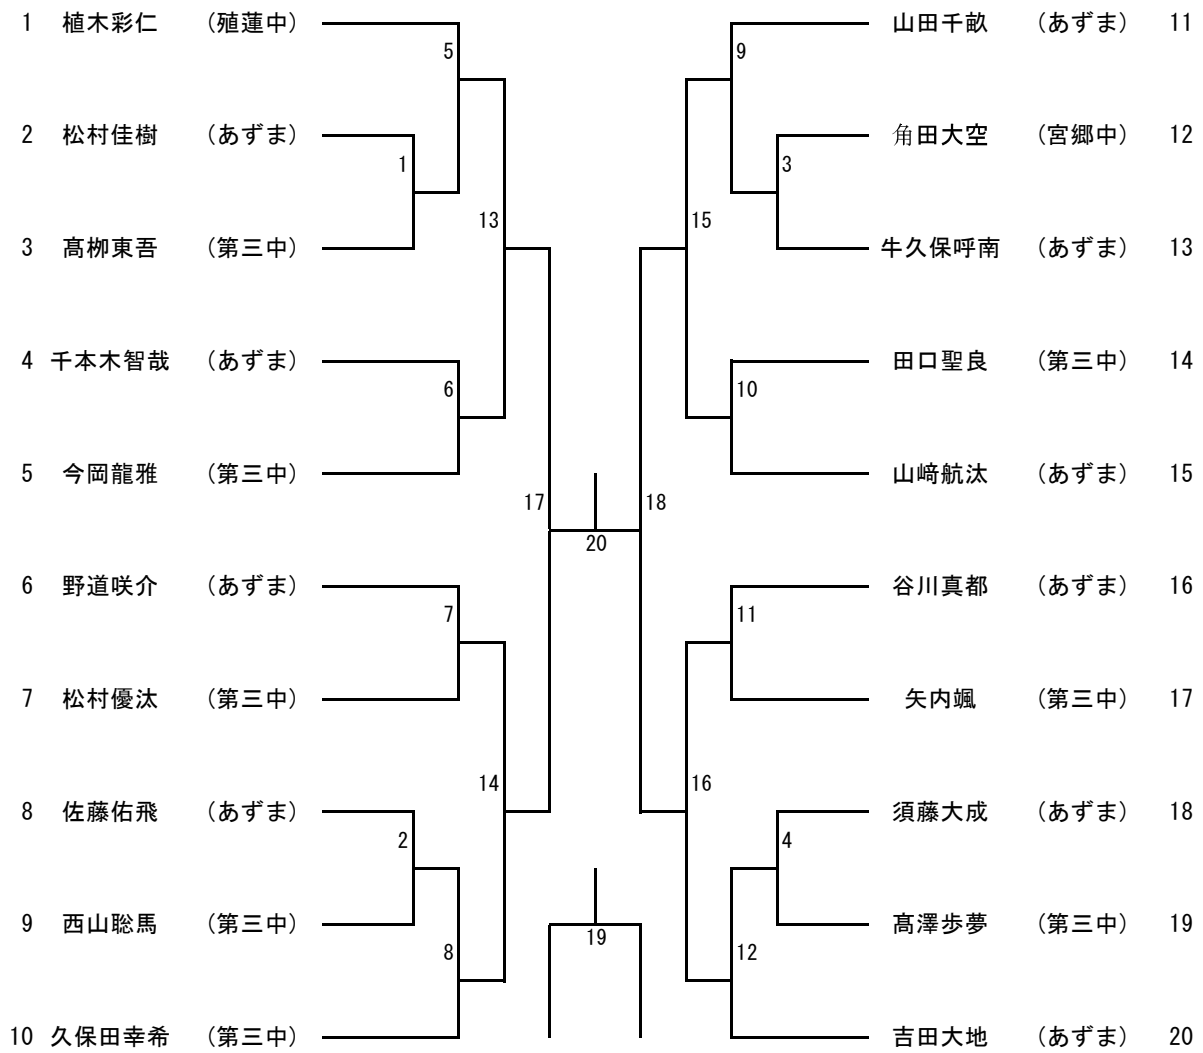 1 植木彩仁 （殖蓮中） 5 9 山田千畝 （あずま） 11
2 松村佳樹 （あずま） 1 3 角田大空 （宮郷中） 12
3 髙栁東吾 （第三中） 13 15 牛久保呼南 （あずま） 13
4 千本木智哉 （あずま） 6 10 田口聖良 （第三中） 14
5 今岡龍雅 （第三中） 17 18 山﨑航汰 （あずま） 15
20
6 野道咲介 （あずま） 7 11 谷川真都 （あずま） 16
7 松村優汰 （第三中） 矢内颯 （第三中） 17
14 16
8 佐藤佑飛 （あずま） 2 4 須藤大成 （あずま） 18
9 西山聡馬 （第三中） 8 19 12 髙澤歩夢 （第三中） 19
10 久保田幸希 （第三中） 吉田大地 （あずま） 20